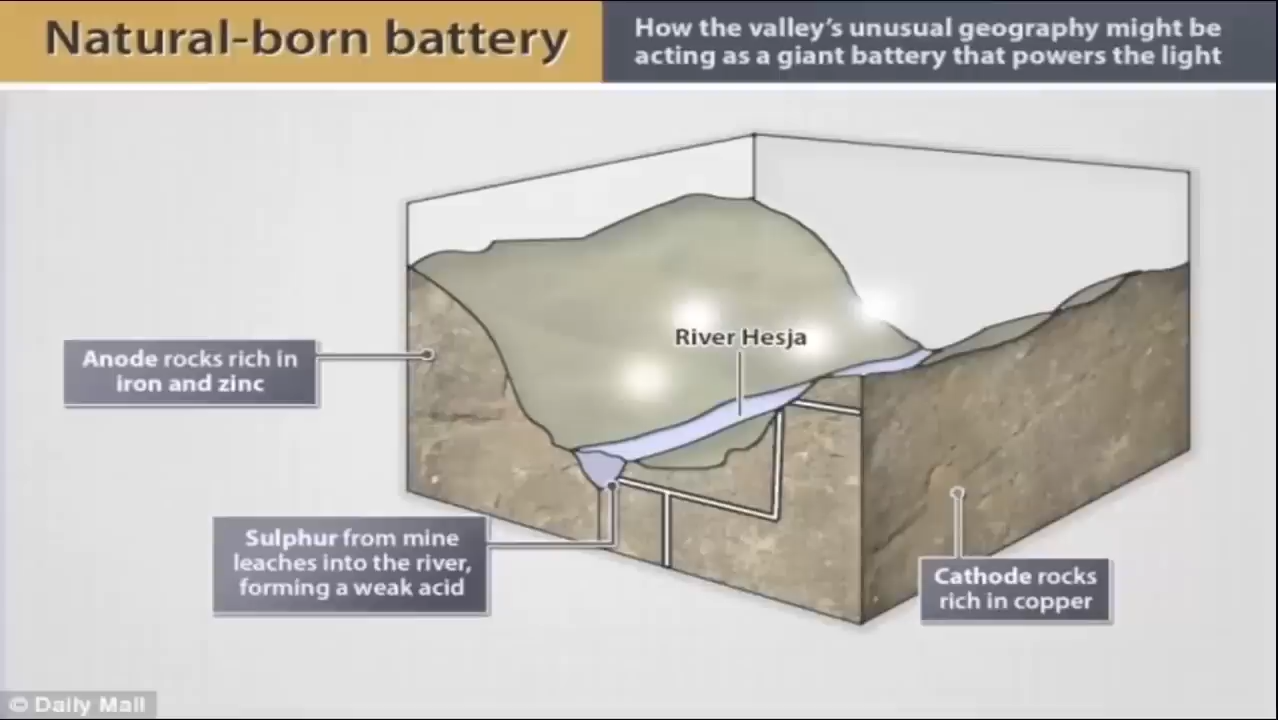 Natural-born battery
How the valley's unusual geography might be
acting as a giant battery that powers the light
River Hesja
Anode rocks rich in
iron and zinc
Sulphur from mine
leaches into the river,
forming a weak acid
Cathode rocks
rich in copper
© Daily Mail